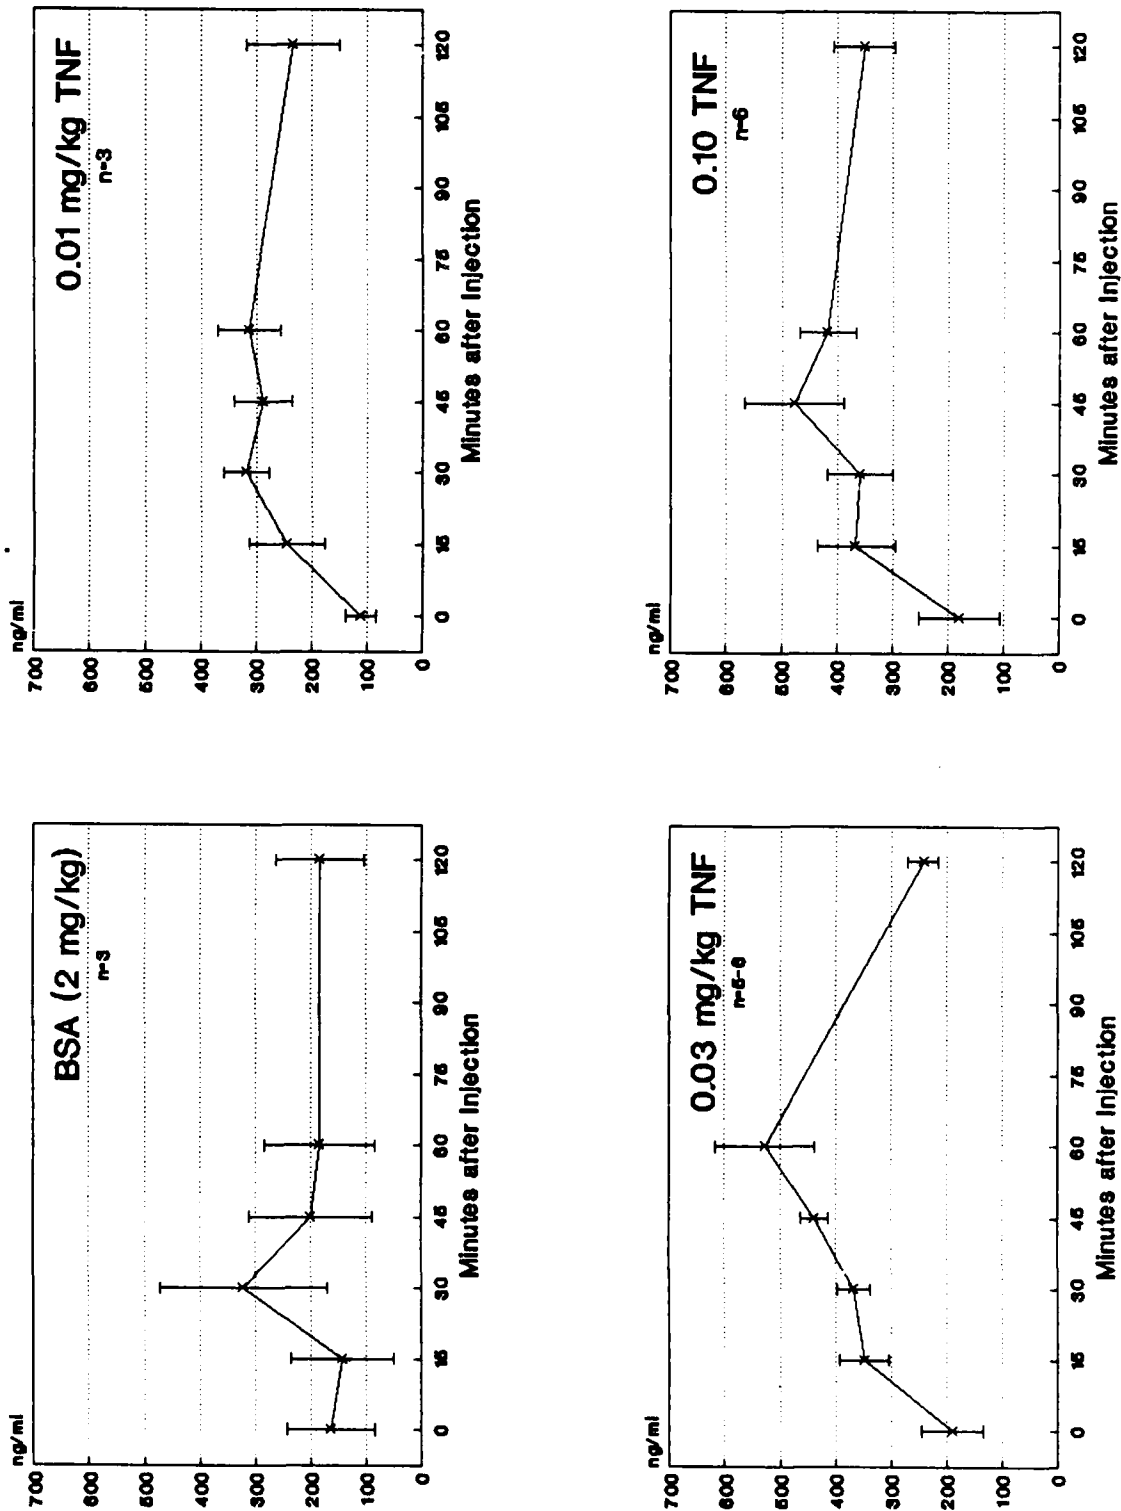 BSA (2 mg/kg)
n=3
ng/ml
700
600
500
400
300
200
100
0
0 15 30 45 60 75 90 105 120
Minutes after Injection
0.01 mg/kg TNF
n=3
ng/ml
700
600
500
400
300
200
100
0
0 15 30 45 60 75 90 105 120
Minutes after Injection
0.03 mg/kg TNF
n=5-6
ng/ml
700
600
500
400
300
200
100
0
0 15 30 45 60 75 90 105 120
Minutes after Injection
0.10 TNF
n=6
ng/ml
700
600
500
400
300
200
100
0
0 15 30 45 60 75 90 105 120
Minutes after Injection